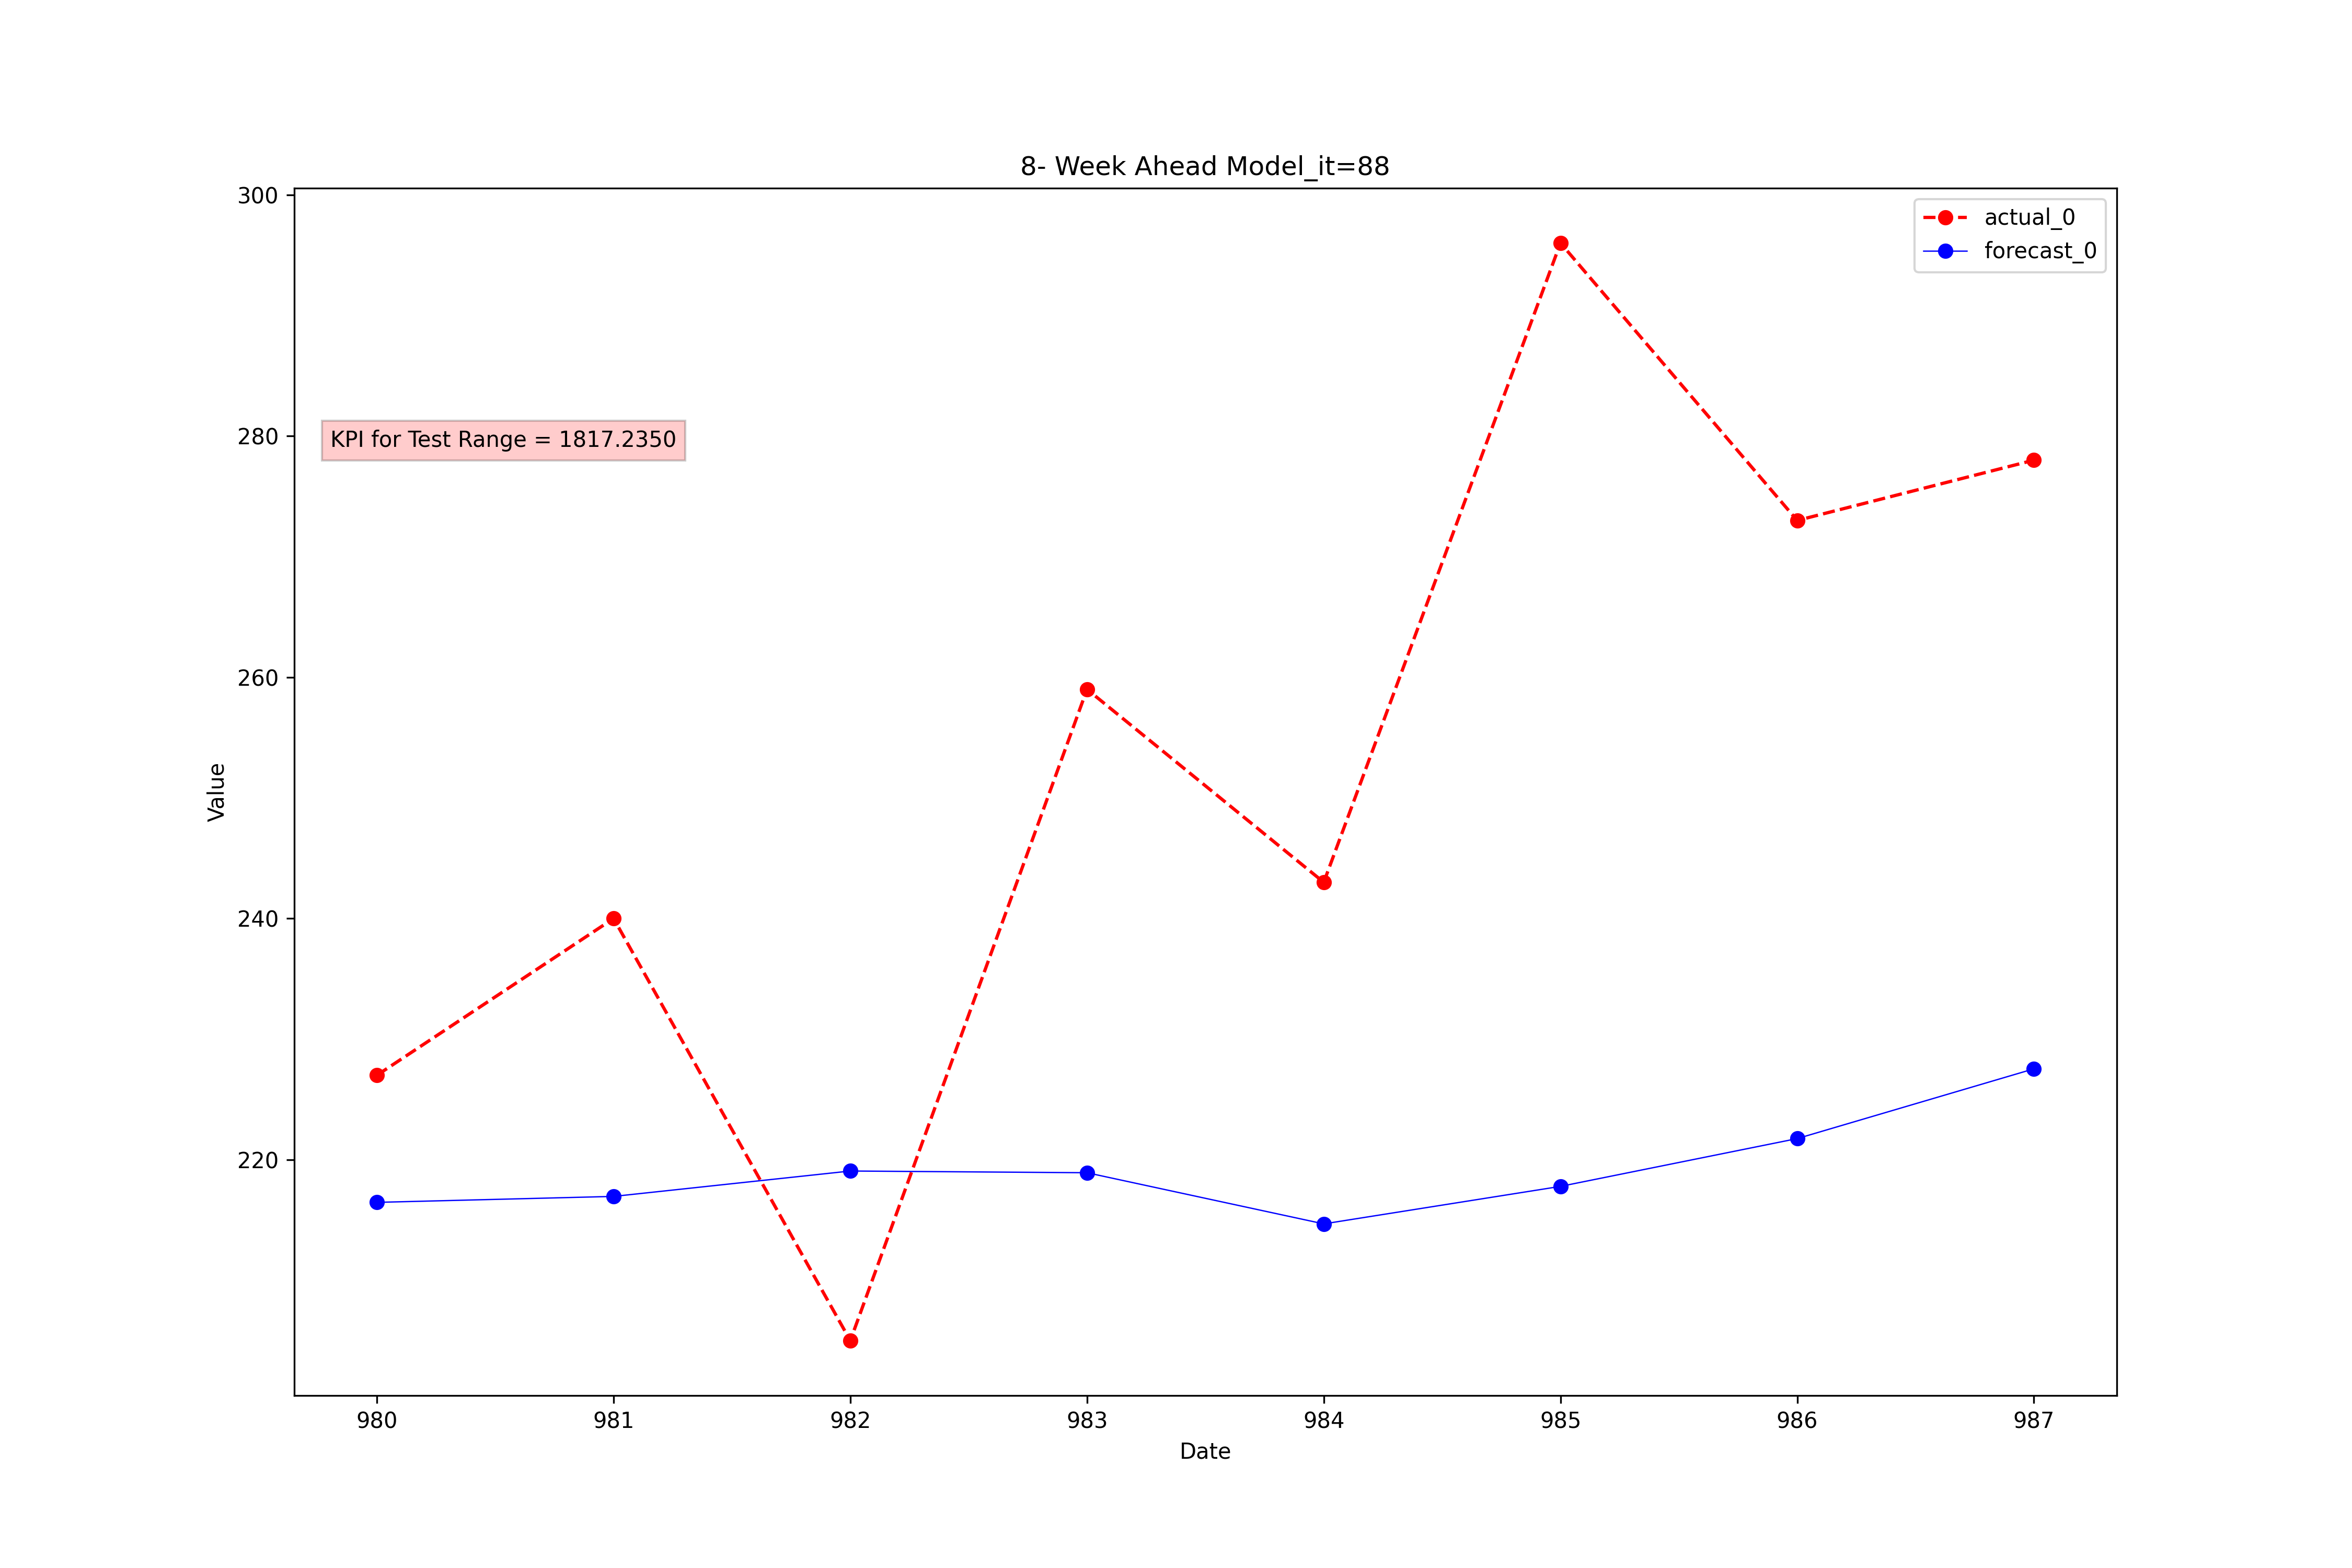 8- Week Ahead Model_it=88
300
280
260
240
220
Value
KPI for Test Range = 1817.2350
actual_0
forecast_0
980 981 982 983 984 985 986 987
Date